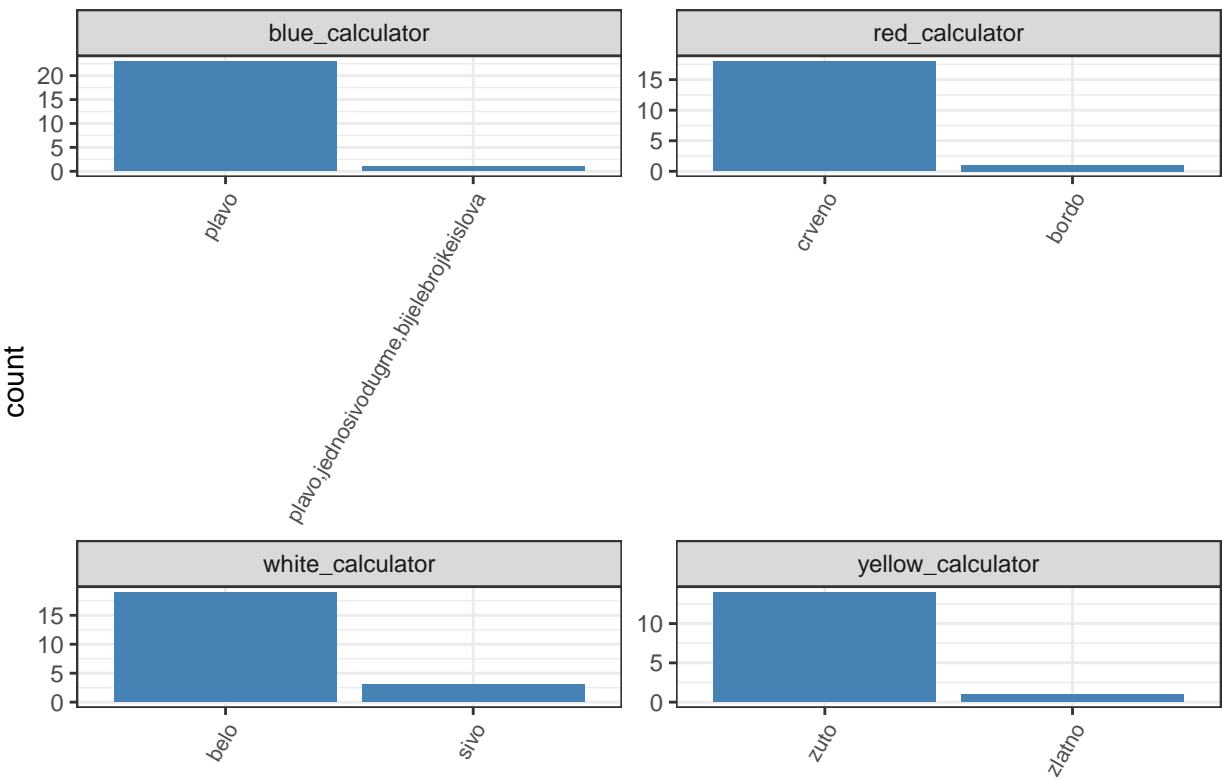 blue_calculator
red_calculator
20
15
10
5
0
15
10
5
0
plavo
plavo,jednosivodugme,bijelebrojkeislova
crveno
bordo
count
white_calculator
yellow_calculator
15
10
5
0
10
5
0
belo
sivo
zuto
zlatno